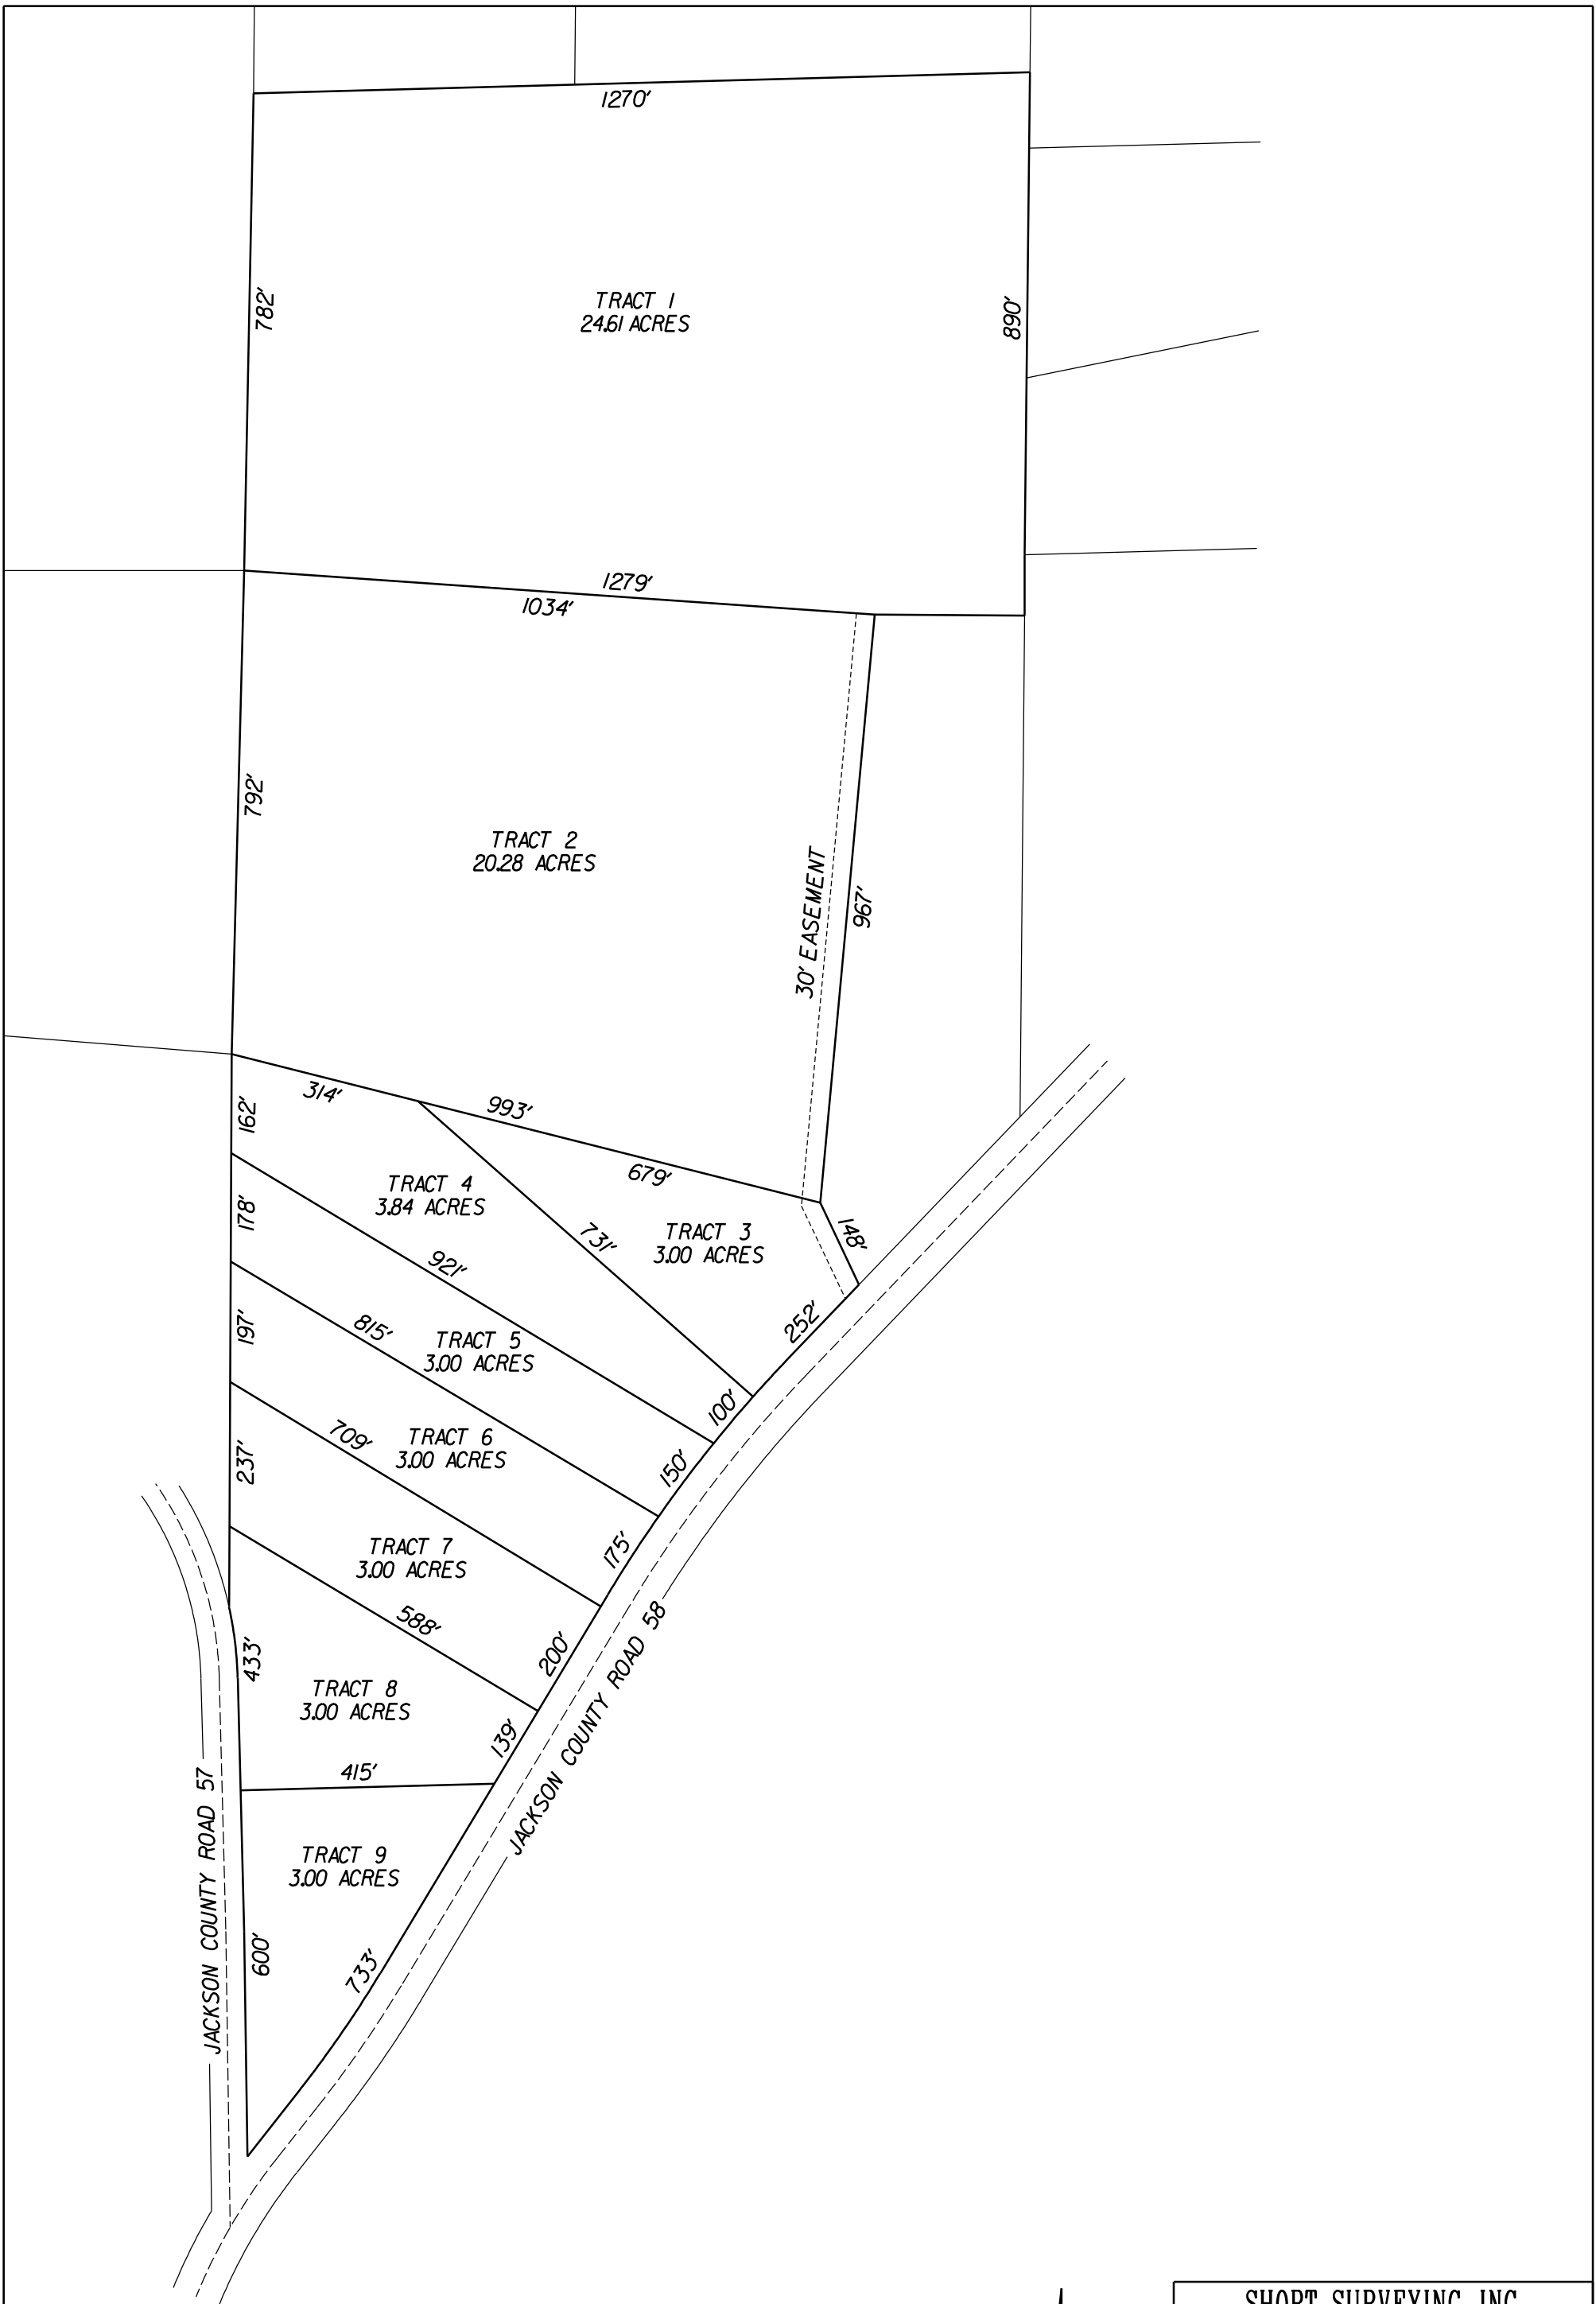 1270'
TRACT 1
24.61 ACRES
782'
890'
1279'
1034'
792'
TRACT 2
20.28 ACRES
30' EASEMENT
967'
314'
993'
162'
679'
TRACT 4
3.84 ACRES
178'
731'
TRACT 3
3.00 ACRES
148'
921'
252'
197'
815'
TRACT 5
3.00 ACRES
100'
709'
TRACT 6
3.00 ACRES
237'
150'
TRACT 7
3.00 ACRES
175'
588'
433'
200'
TRACT 8
3.00 ACRES
139'
JACKSON COUNTY ROAD 58
415'
JACKSON COUNTY ROAD 57
TRACT 9
3.00 ACRES
600'
733'
SHORT SURVEYING, INC.